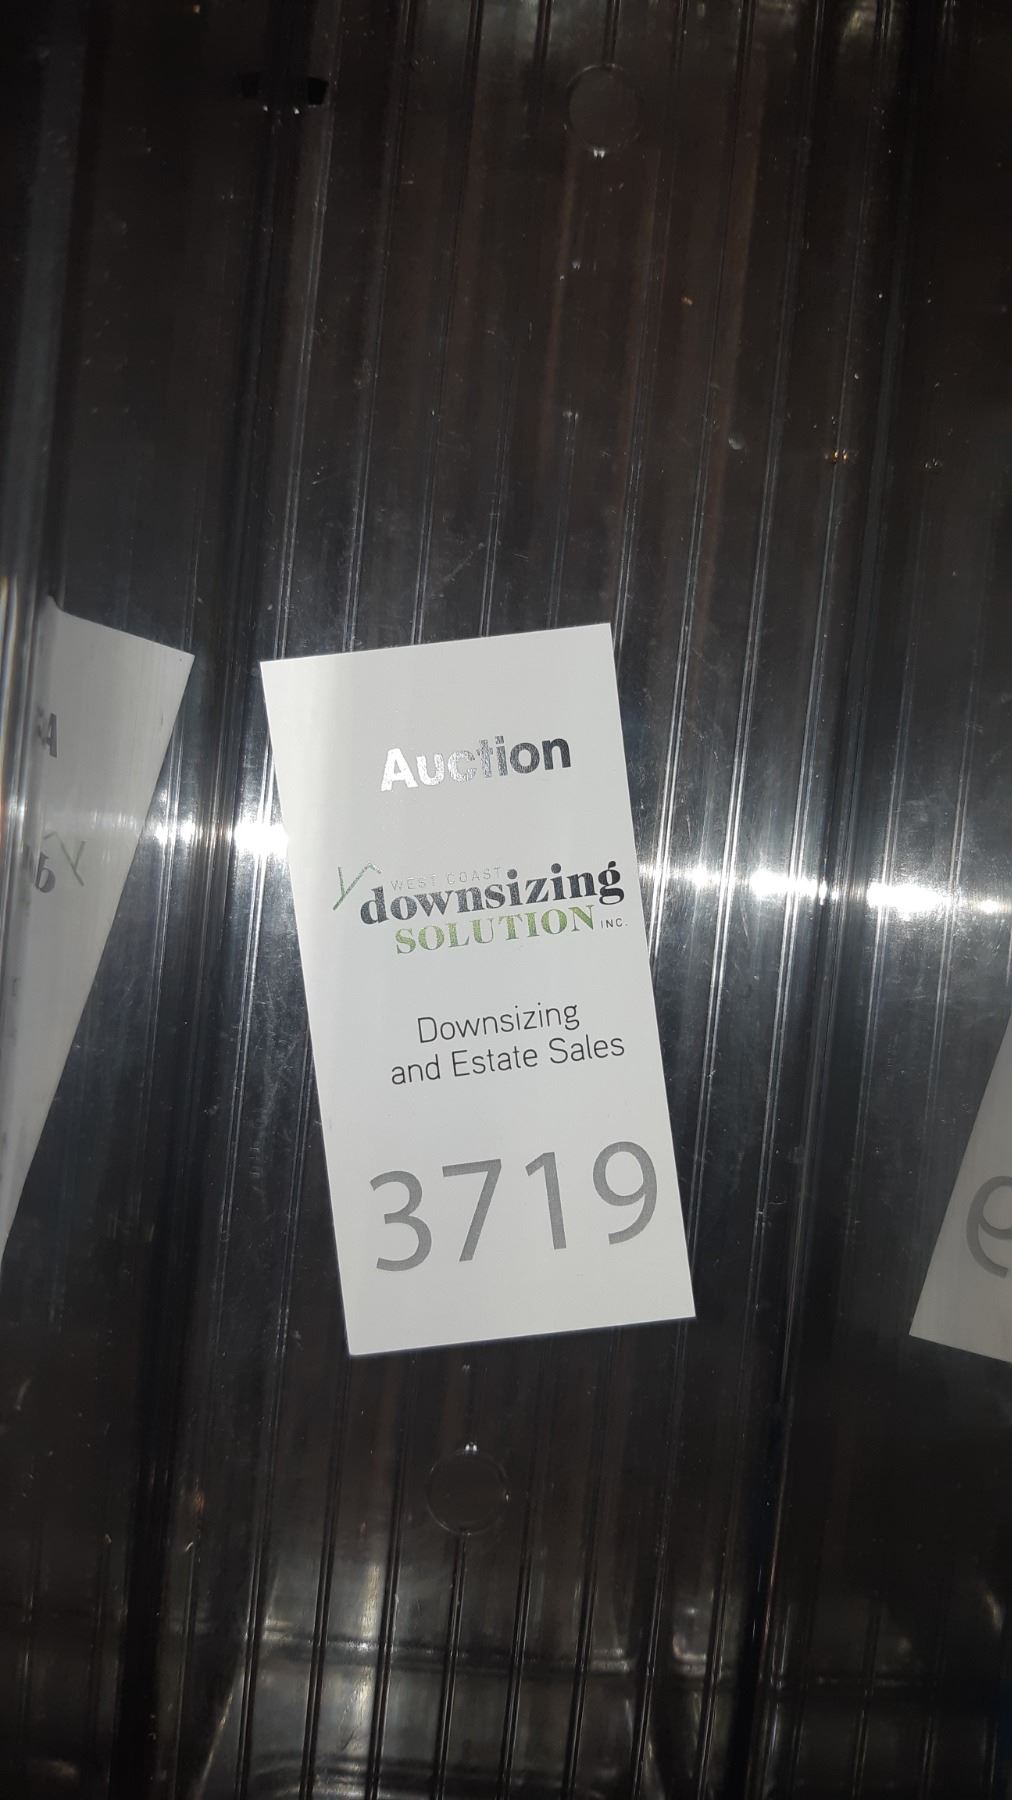 Auction
WEST COAST
downsizing
SOLUTION INC.
Downsizing
and Estate Sales
3719